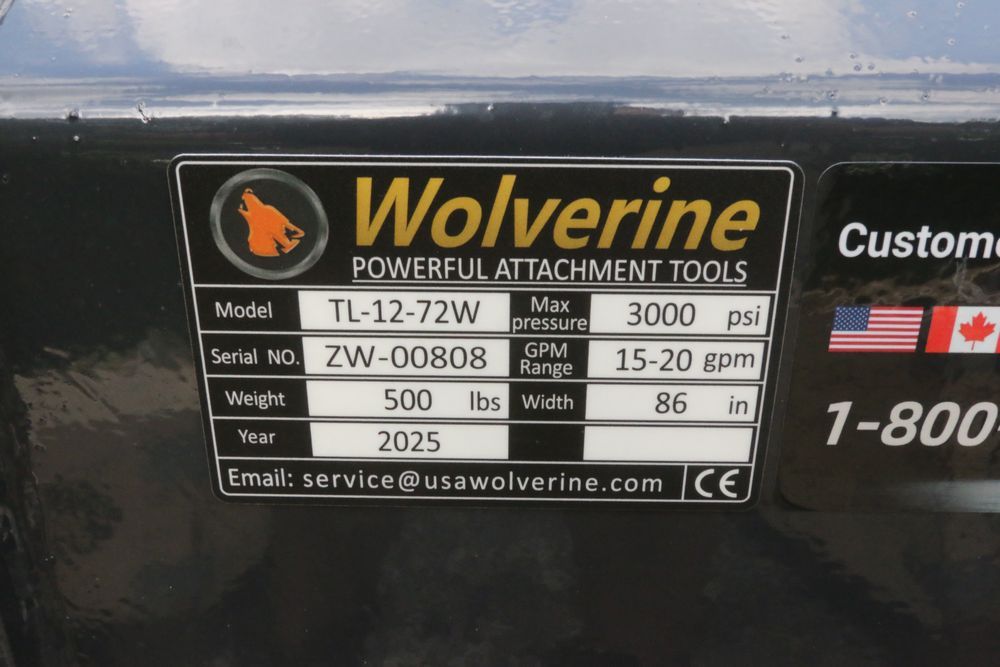 Wolverine
POWERFUL ATTACHMENT TOOLS
Model TL-12-72W Max pressure 3000 psi
Serial NO. ZW-00808 GPM Range 15-20 gpm
Weight 500 lbs Width 86 in
Year 2025
Email: service@usawolverine.com CE
Custome
1-800-